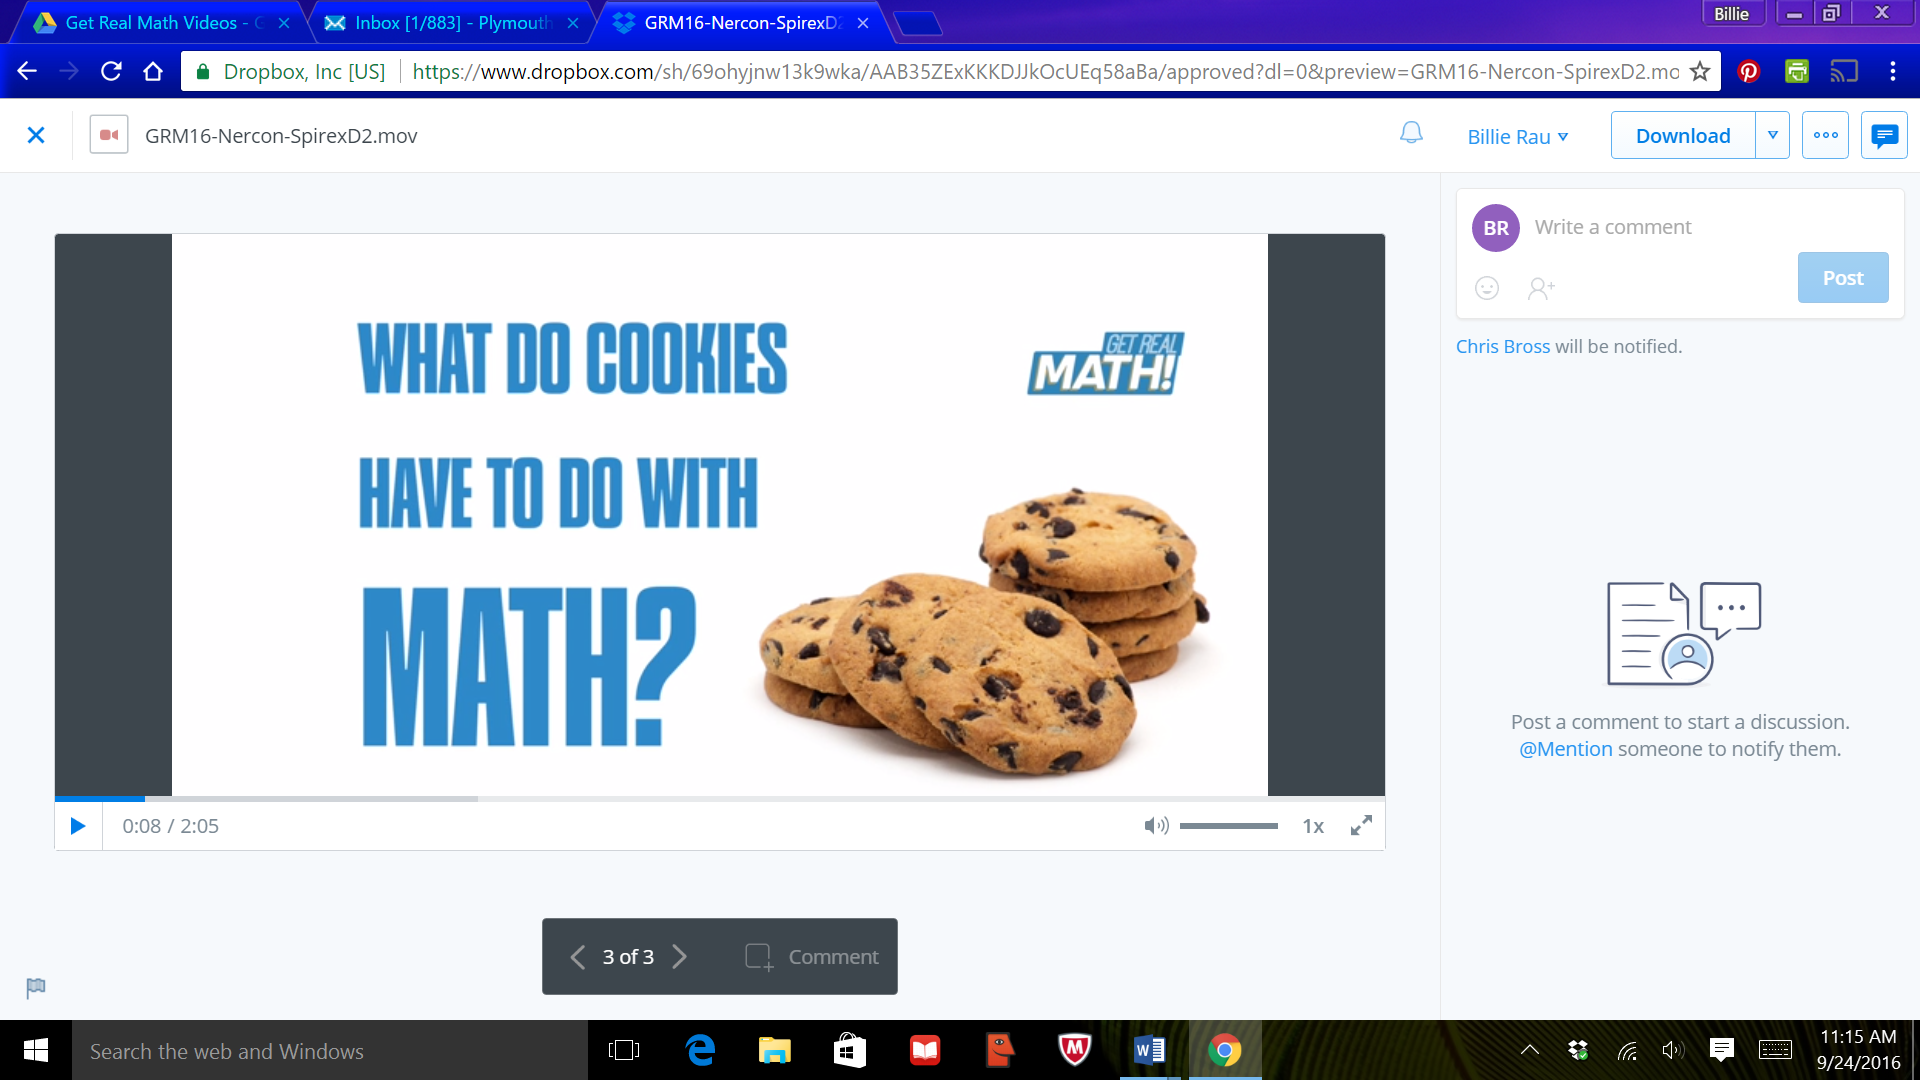 Get Real Math Videos -
Inbox [1/883] - Plymouth
GRM16-Nercon-SpirexD2
Billie
Dropbox, Inc [US]
https://www.dropbox.com/sh/69ohyjnw13k9wka/AAB35ZExKKKDJJkOcUEq58aBa/approved?dl=0&preview=GRM16-Nercon-SpirexD2.mo
GRM16-Nercon-SpirexD2.mov
Billie Rau
Download
BR
Write a comment
Post
Chris Bross will be notified.
WHAT DO COOKIES
HAVE TO DO WITH
MATH?
GET REAL
MATH!
Post a comment to start a discussion.
@Mention someone to notify them.
0:08 / 2:05
1x
3 of 3
Comment
Search the web and Windows
11:15 AM
9/24/2016